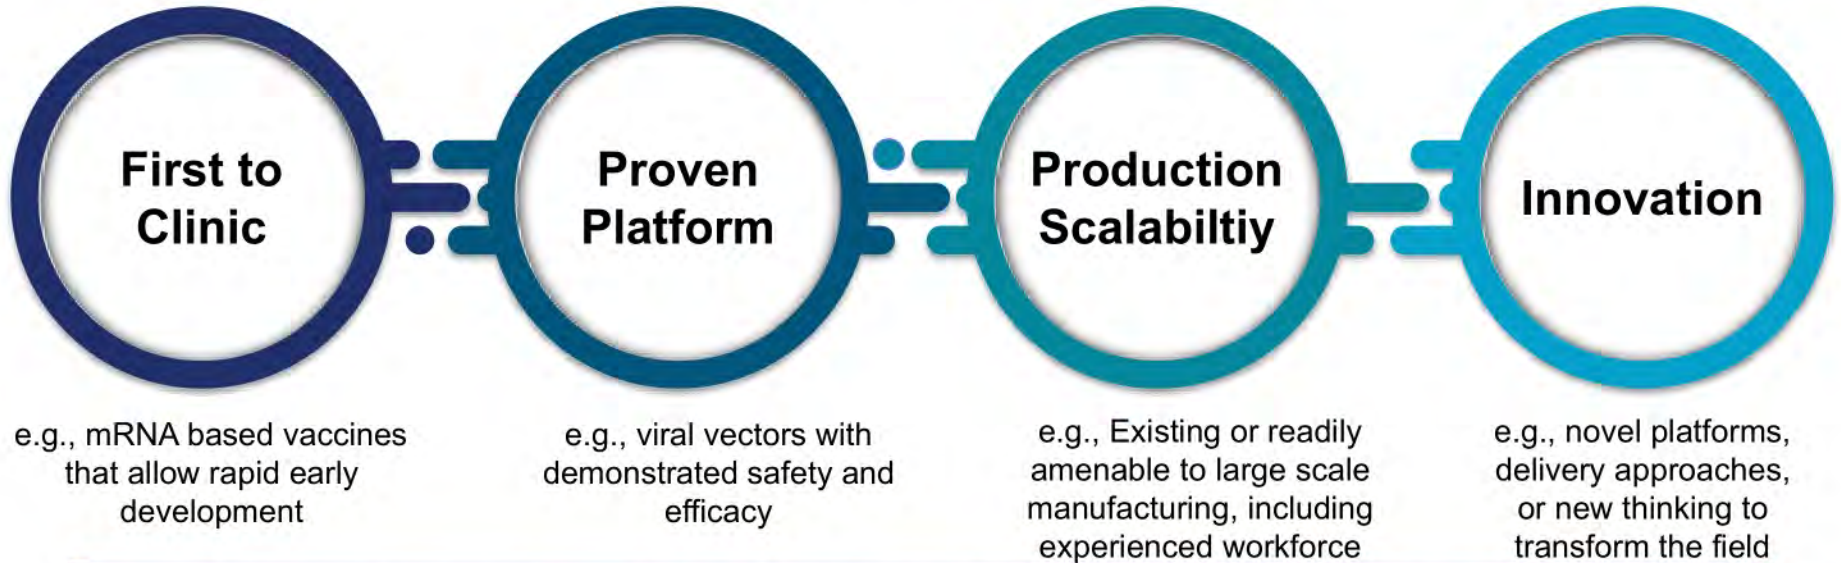 First to
Clinic
Proven
Platform
Production
Scalabiltiy
Innovation
e.g., mRNA based vaccines
that allow rapid early
development
e.g., viral vectors with
demonstrated safety and
efficacy
e.g., Existing or readily
amenable to large scale
manufacturing, including
experienced workforce
e.g., novel platforms,
delivery approaches,
or new thinking to
transform the field